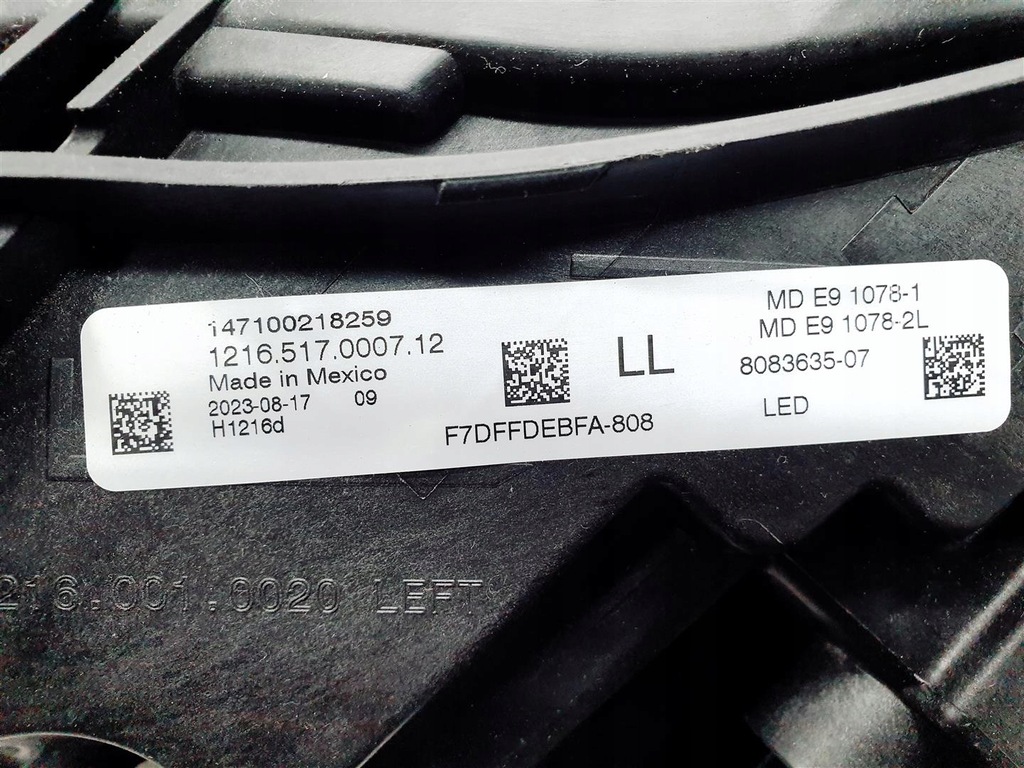 147100218259
1216.517.0007.12
Made in Mexico
2023-08-17 09
H1216d
F7DFFDEBFA-808
LL
MD E9 1078-1
MD E9 1078-2L
8083635-07
LED
216.001.0020 LEFT